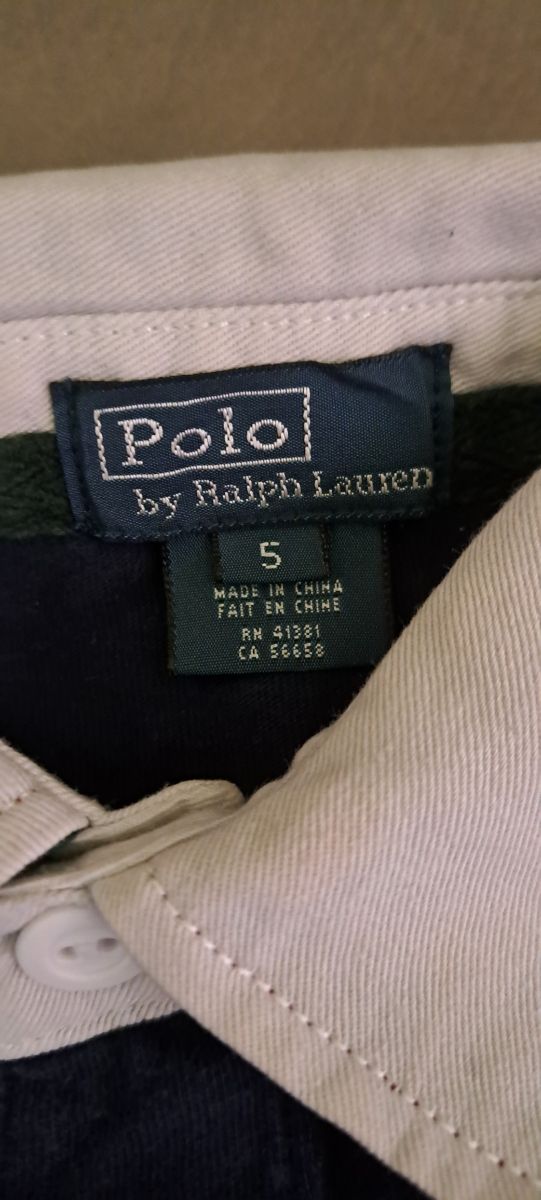 Polo
by Ralph Lauren
5
MADE IN CHINA
FAIT EN CHINE
RN 41381
CA 56658